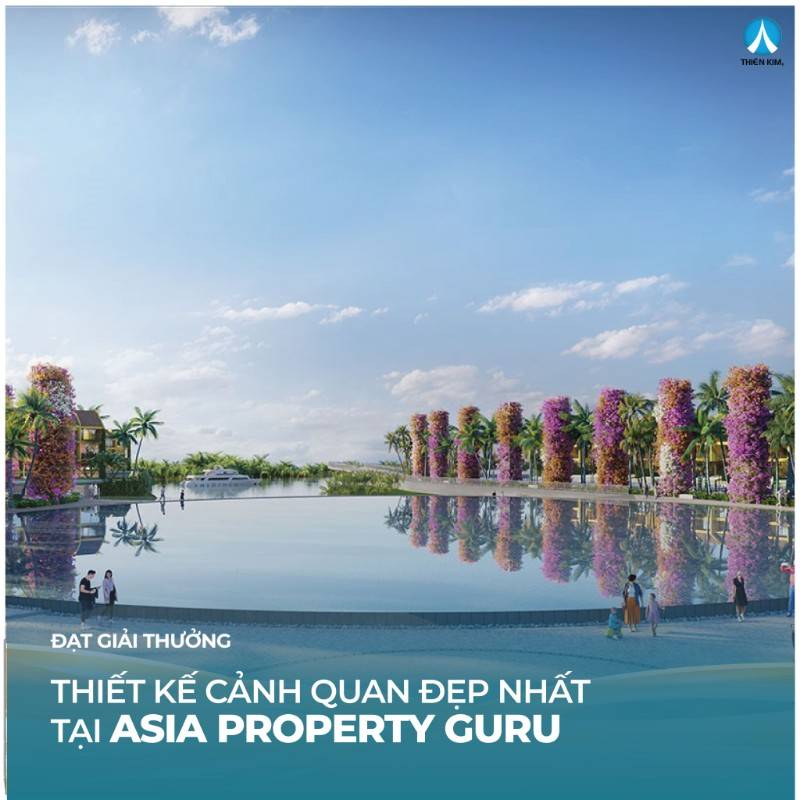 THIÊN KIM
ĐẠT GIẢI THƯỞNG
THIẾT KẾ CẢNH QUAN ĐẸP NHẤT
TẠI ASIA PROPERTY GURU